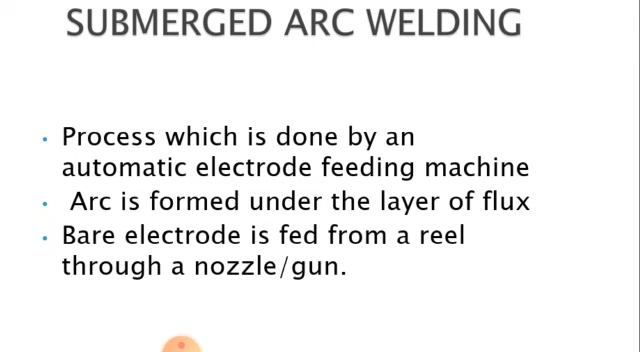 SUBMERGED ARC WELDING
• Process which is done by an
automatic electrode feeding machine
• Arc is formed under the layer of flux
• Bare electrode is fed from a reel
through a nozzle/gun.